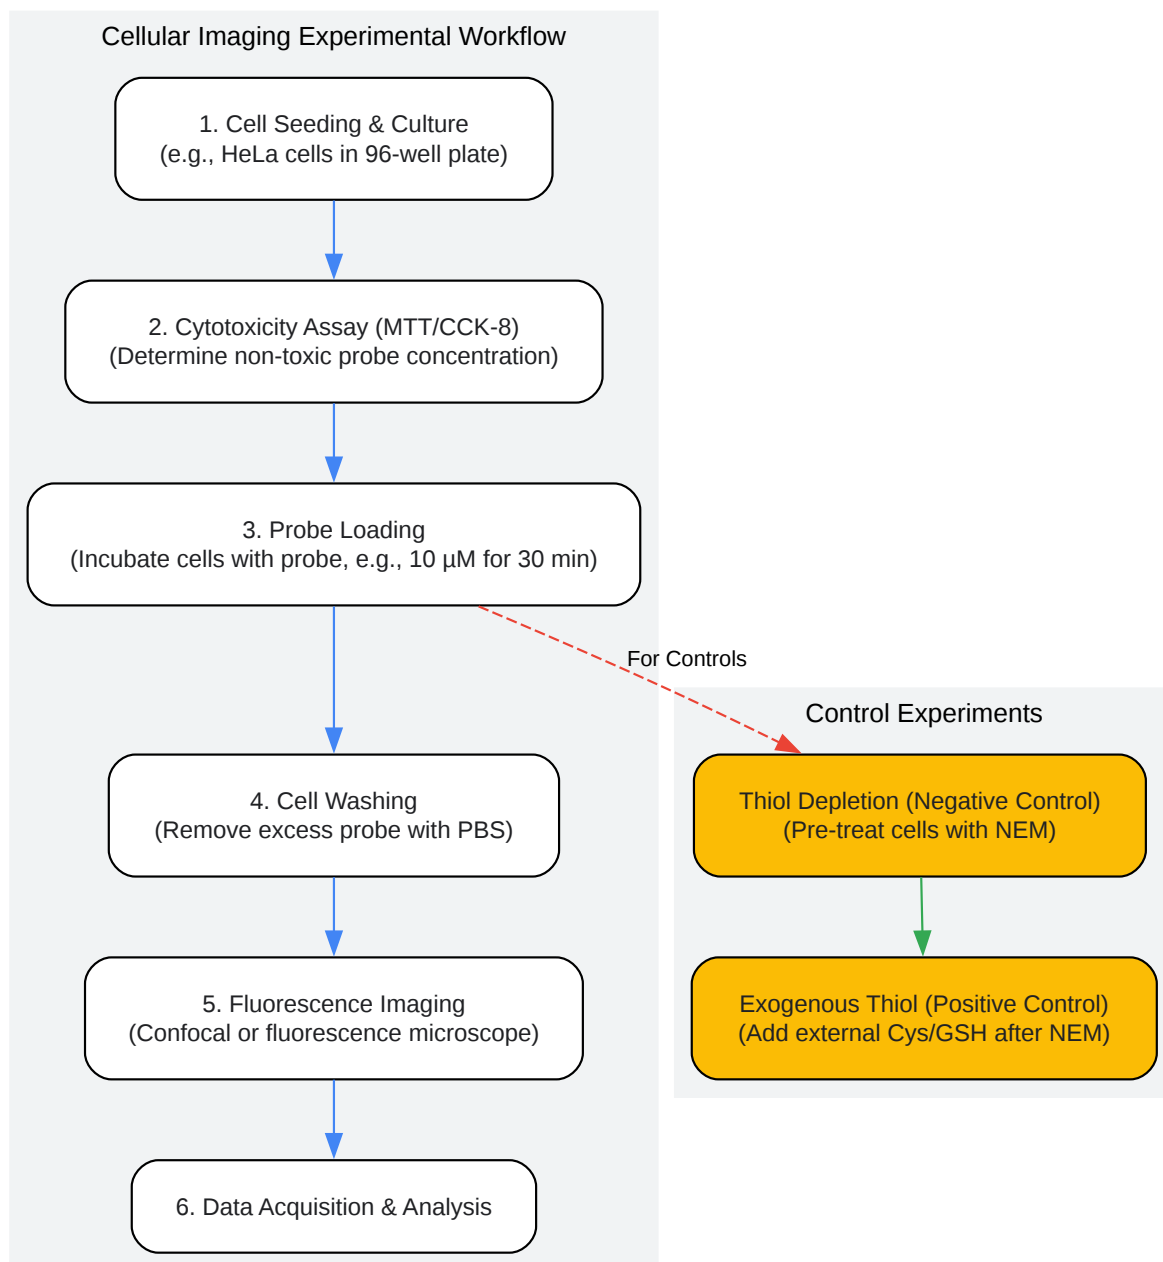 Cellular Imaging Experimental Workflow
1. Cell Seeding & Culture
(e.g., HeLa cells in 96-well plate)
2. Cytotoxicity Assay (MTT/CCK-8)
(Determine non-toxic probe concentration)
3. Probe Loading
(Incubate cells with probe, e.g., 10 µM for 30 min)
For Controls
Control Experiments
4. Cell Washing
(Remove excess probe with PBS)
Thiol Depletion (Negative Control)
(Pre-treat cells with NEM)
5. Fluorescence Imaging
(Confocal or fluorescence microscope)
Exogenous Thiol (Positive Control)
(Add external Cys/GSH after NEM)
6. Data Acquisition & Analysis